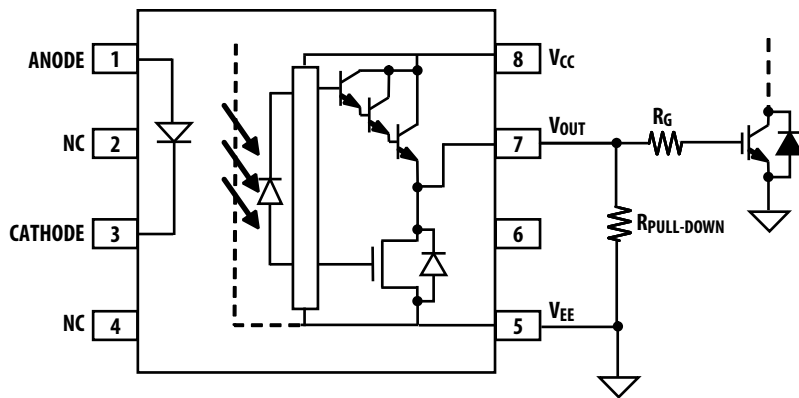 ANODE 1
NC 2
CATHODE 3
NC 4
8 VCC
7 VOUT
6
5 VEE
RG
RPULL-DOWN